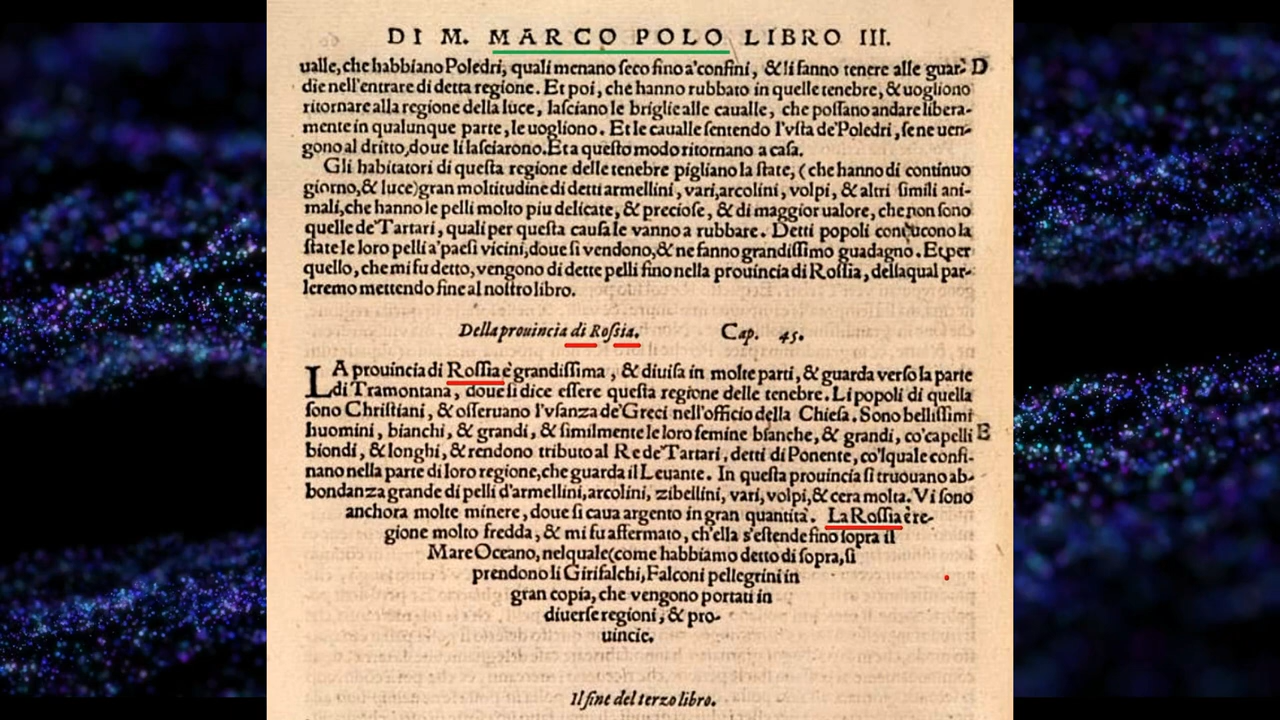 DI M. MARCO POLO LIBRO III.
ualle, che habbiano Poledri, quali menano ſeco fino a'confini, & li fanno tenere alle guar- D
die nell'entrare di detta regione. Et poi, che hanno rubbato in quelle tenebre, & uogliono
ritornare alla regione della luce, laſciano le briglie alle caualle, che poſſano andare libera-
mente in qualunque parte, le uogliono. Et le caualle ſentendo l'vſta de'Poledri, ſe ne uen-
gono al dritto, doue li laſciarono. Et a queſto modo ritornano a caſa.
Gli habitatori di queſta regione delle tenebre pigliano la ſtate, (che hanno di continuo
giorno, & luce) gran moltitudine di detti armellini, vari, arcolini, volpi, & altri ſimili ani-
mali, che hanno le pelli molto piu delicate, & precioſe, & di maggior ualore, che non ſono
quelle de'Tartari, quali per queſta cauſa le vanno a rubbare. Detti popoli conducono la
ſtate le loro pelli a'paeſi vicini, doue ſi vendono, & ne fanno grandiſſimo guadagno. Et per
quello, che mi fu detto, vengono di dette pelli fino nella prouincia di Roſſia, della qual par-
leremo mettendo fine al noſtro libro.
Della prouincia di Roſsia. Cap. 45.
LA prouincia di Roſſia è grandiſſima, & diuiſa in molte parti, & guarda verſo la parte
di Tramontana, doue ſi dice eſſere queſta regione delle tenebre. Li popoli di quella
ſono Chriſtiani, & oſſeruano l'vſanza de'Greci nell'officio della Chieſa. Sono belliſſimi
huomini, bianchi, & grandi, & ſimilmente le loro femine bianche, & grandi, co'capelli E
biondi, & longhi, & rendono tributo al Re de'Tartari, detti di Ponente, co'lquale confi-
nano nella parte di loro regione, che guarda il Leuante. In queſta prouincia ſi truouano ab-
bondanza grande di pelli d'armellini, arcolini, zibellini, vari, volpi, & cera molta. Vi ſono
anchora molte minere, doue ſi caua argento in gran quantità. La Roſſia è re-
gione molto fredda, & mi fu affermato, ch'ella s'eſtende fino ſopra il
Mare Oceano, nel quale (come habbiamo detto di ſopra, ſi
prendono li Girifalchi, Falconi pellegrini in
gran copia, che vengono portati in
diuerſe regioni, & pro-
uincie.
Il fine del terzo libro.